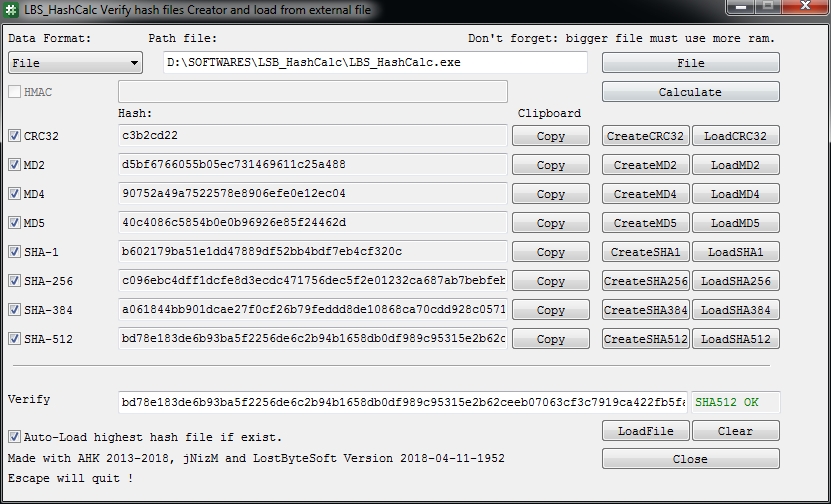 LBS_HashCalc Verify hash files Creator and load from external file
Data Format: Path file: Don't forget: bigger file must use more ram.
File D:\SOFTWARES\LSB_HashCalc\LBS_HashCalc.exe File
HMAC Calculate
Hash: Clipboard
CRC32 c3b2cd22 Copy CreateCRC32 LoadCRC32
MD2 d5bf6766055b05ec731469611c25a488 Copy CreateMD2 LoadMD2
MD4 90752a49a7522578e8906efe0e12ec04 Copy CreateMD4 LoadMD4
MD5 40c4086c5854b0e0b96926e85f24462d Copy CreateMD5 LoadMD5
SHA-1 b602179ba51e1dd47889df52bb4bdf7eb4cf320c Copy CreateSHA1 LoadSHA1
SHA-256 c096ebc4dff1dcfe8d3ecdc471756dec5f2e01232ca687ab7bebfeb Copy CreateSHA256 LoadSHA256
SHA-384 a061844bb901dcae27f0cf26b79feddd8de10868ca70cdd928c0571 Copy CreateSHA384 LoadSHA384
SHA-512 bd78e183de6b93ba5f2256de6c2b94b1658db0df989c95315e2b62c Copy CreateSHA512 LoadSHA512
Verify bd78e183de6b93ba5f2256de6c2b94b1658db0df989c95315e2b62ceeb07063cf3c7919ca422fb5fa SHA512 OK
Auto-Load highest hash file if exist. LoadFile Clear
Made with AHK 2013-2018, jNizM and LostByteSoft Version 2018-04-11-1952 Close
Escape will quit !